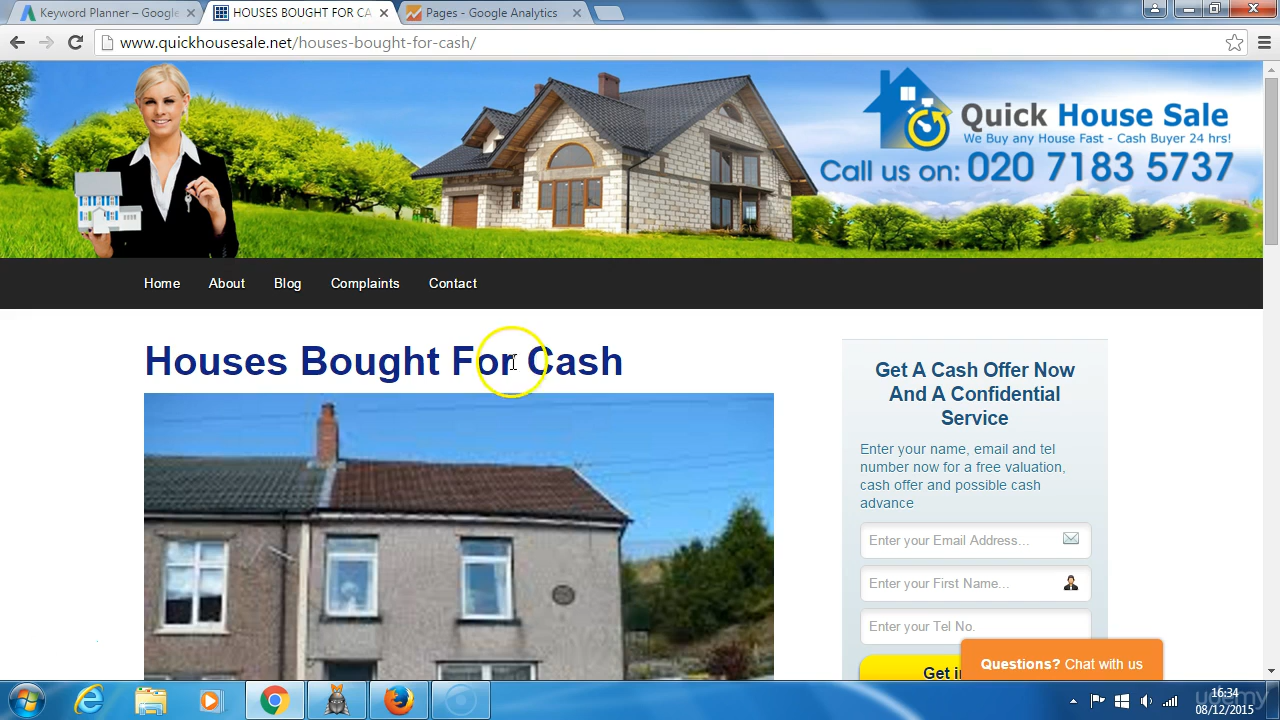 Keyword Planner – Google
HOUSES BOUGHT FOR CA
Pages - Google Analytics
www.quickhousesale.net/houses-bought-for-cash/
Quick House Sale
We Buy any House Fast - Cash Buyer 24 hrs!
Call us on: 020 7183 5737
Home
About
Blog
Complaints
Contact
Houses Bought For Cash
Get A Cash Offer Now
And A Confidential
Service
Enter your name, email and tel
number now for a free valuation,
cash offer and possible cash
advance
Enter your Email Address...
Enter your First Name...
Enter your Tel No.
Get i
Questions? Chat with us
16:34
08/12/2015
udemy